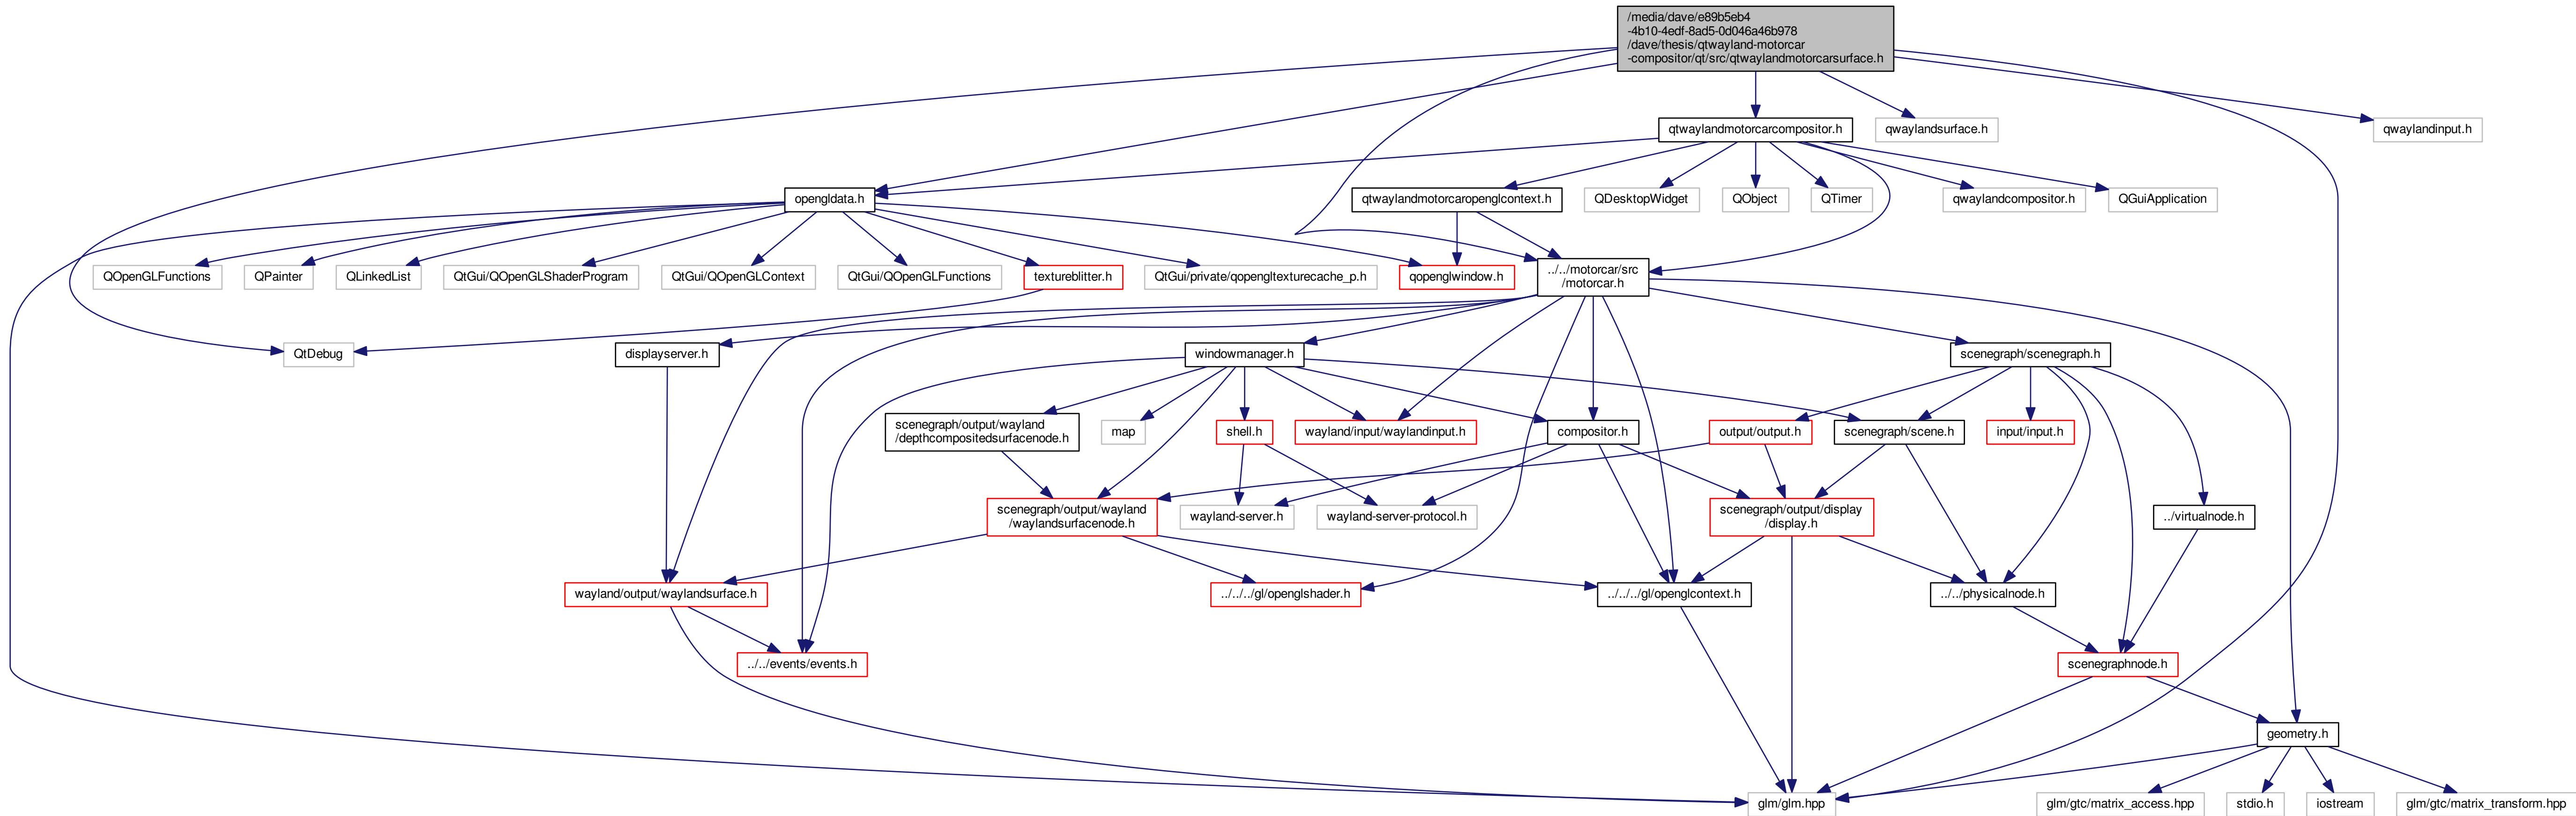 /media/dave/e89b5eb4
-4b10-4edf-8ad5-0d046a46b978
/dave/thesis/qtwayland-motorcar
-compositor/qt/src/qtwaylandmotorcarsurface.h
qtwaylandmotorcarcompositor.h
qwaylandsurface.h
qwaylandinput.h
opengldata.h
qtwaylandmotorcaropenglcontext.h
QDesktopWidget
QObject
QTimer
qwaylandcompositor.h
QGuiApplication
QOpenGLFunctions
QPainter
QLinkedList
QtGui/QOpenGLShaderProgram
QtGui/QOpenGLContext
QtGui/QOpenGLFunctions
textureblitter.h
QtGui/private/qopengltexturecache_p.h
qopenglwindow.h
../../motorcar/src
/motorcar.h
QtDebug
displayserver.h
windowmanager.h
scenegraph/scenegraph.h
scenegraph/output/wayland
/depthcompositedsurfacenode.h
map
shell.h
wayland/input/waylandinput.h
compositor.h
output/output.h
scenegraph/scene.h
input/input.h
scenegraph/output/wayland
/waylandsurfacenode.h
wayland-server.h
wayland-server-protocol.h
scenegraph/output/display
/display.h
../virtualnode.h
wayland/output/waylandsurface.h
../../../gl/openglshader.h
../../../gl/openglcontext.h
../../physicalnode.h
../../events/events.h
scenegraphnode.h
geometry.h
glm/glm.hpp
glm/gtc/matrix_access.hpp
stdio.h
iostream
glm/gtc/matrix_transform.hpp